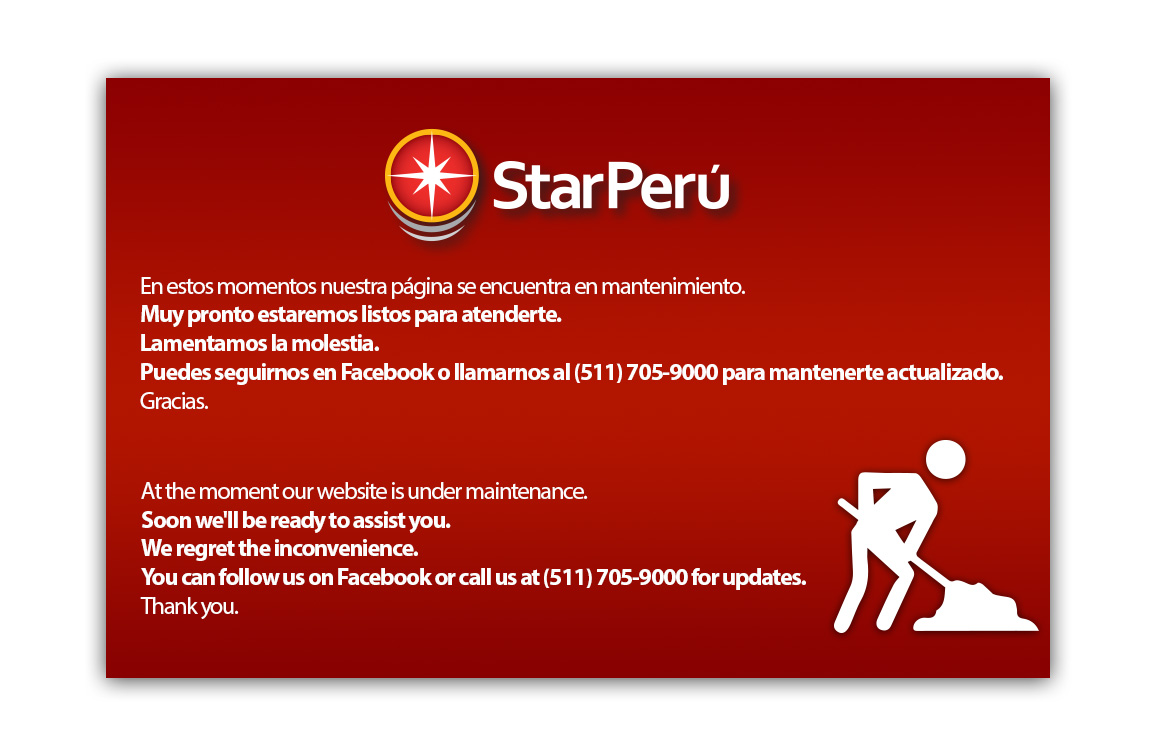 StarPerú
En estos momentos nuestra página se encuentra en mantenimiento.
Muy pronto estaremos listos para atenderte.
Lamentamos la molestia.
Puedes seguirnos en Facebook o llamarnos al (511) 705-9000 para mantenerte actualizado.
Gracias.
At the moment our website is under maintenance.
Soon we'll be ready to assist you.
We regret the inconvenience.
You can follow us on Facebook or call us at (511) 705-9000 for updates.
Thank you.